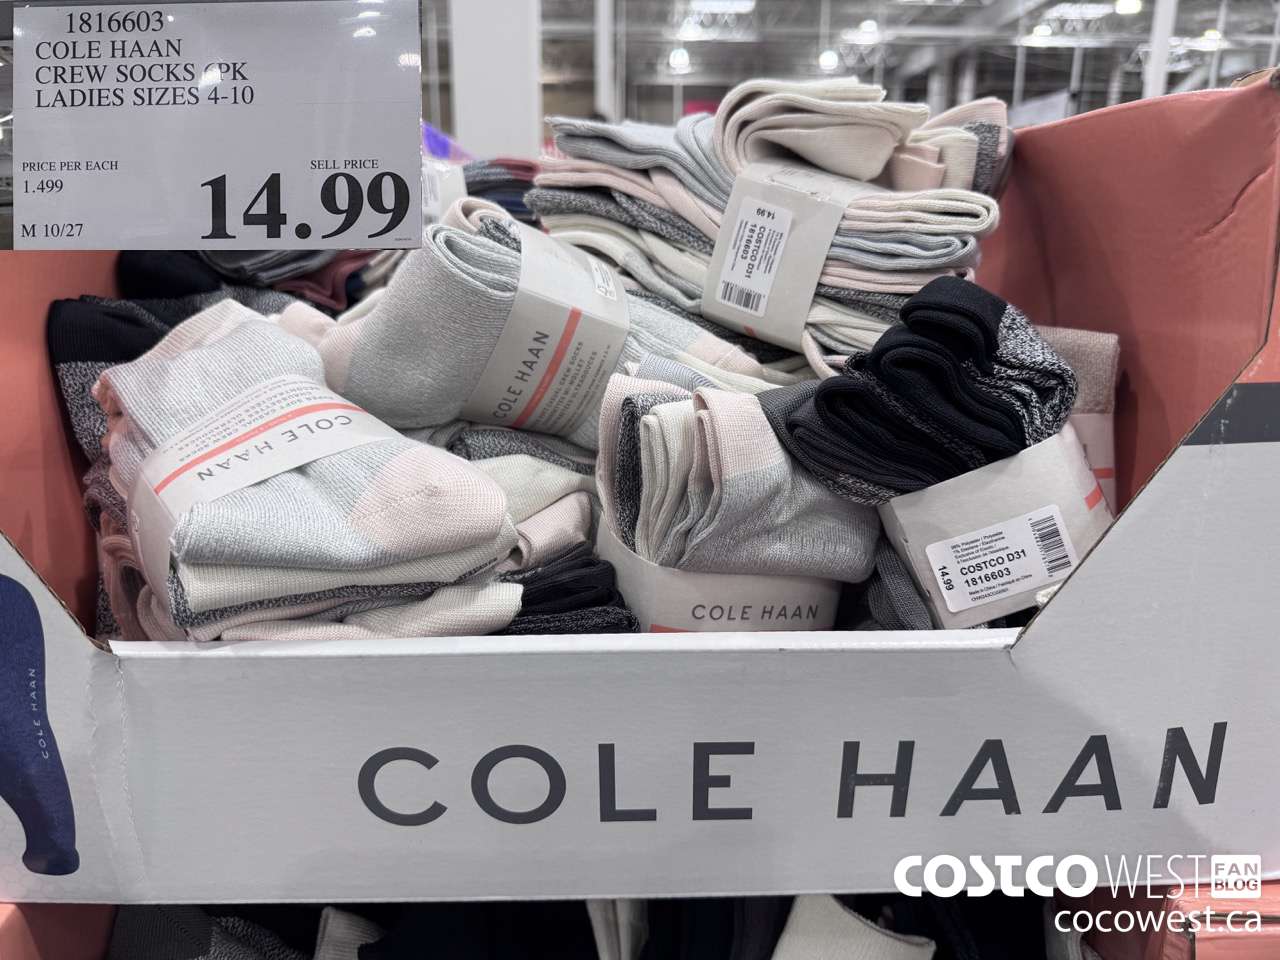 1816603
COLE HAAN
CREW SOCKS 6PK
LADIES SIZES 4-10
PRICE PER EACH
1.499
SELL PRICE
14.99
M 10/27
14.99
COSTCO D31
1816603
COLE HAAN
COLE HAAN
COLE HAAN
14.99
COSTCO D31
1816603
COLE HAAN
COLE HAAN
COSTCO WEST FAN BLOG
cocowest.ca